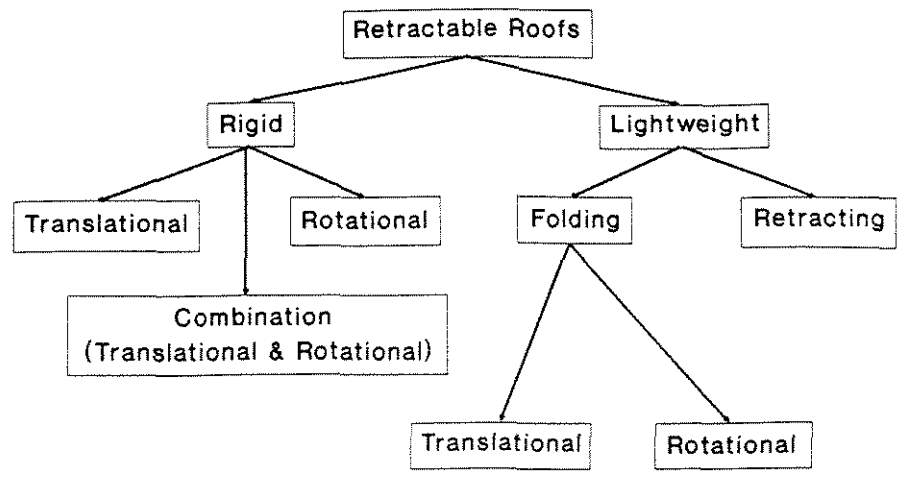 Retractable Roofs
Rigid
Lightweight
Translational
Rotational
Folding
Retracting
Combination
(Translational & Rotational)
Translational
Rotational